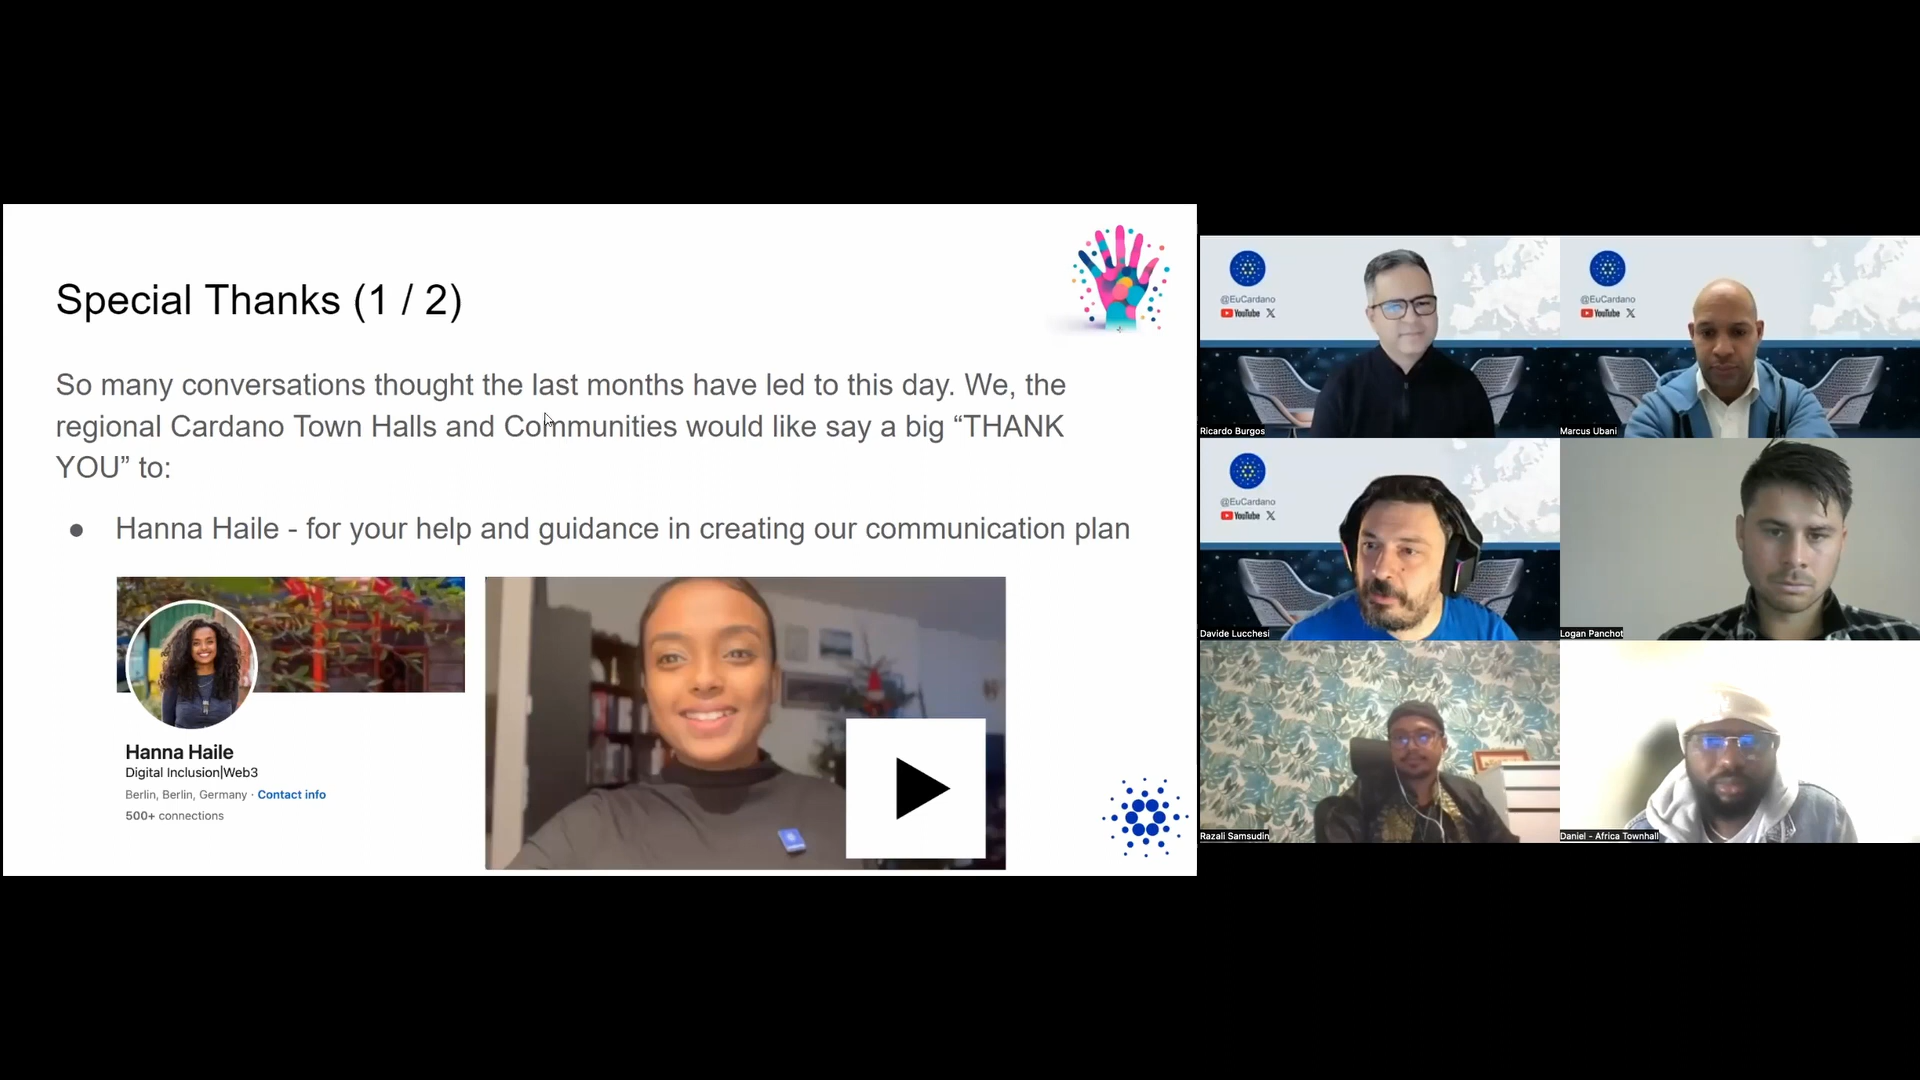 Special Thanks (1 / 2)
So many conversations thought the last months have led to this day. We, the
regional Cardano Town Halls and Communities would like say a big “THANK
YOU” to:
● Hanna Haile - for your help and guidance in creating our communication plan
Hanna Haile
Digital Inclusion|Web3
Berlin, Berlin, Germany · Contact info
500+ connections
@EuCardano
YouTube X
Ricardo Burgos
@EuCardano
YouTube X
Marcus Ubani
@EuCardano
YouTube X
Davide Lucchesi
Logan Panchot
Razali Samsudin
Daniel - Africa Townhall